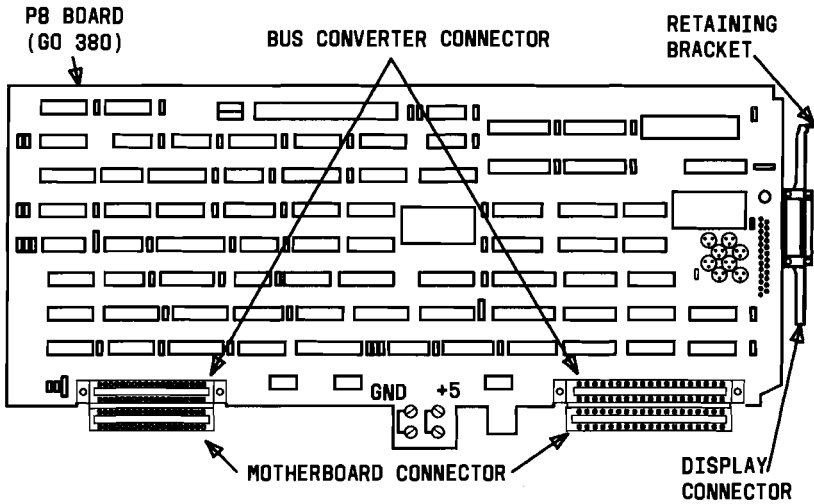 P8 BOARD
(GO 380)
BUS CONVERTER CONNECTOR
RETAINING
BRACKET
GND +5
MOTHERBOARD CONNECTOR
DISPLAY
CONNECTOR